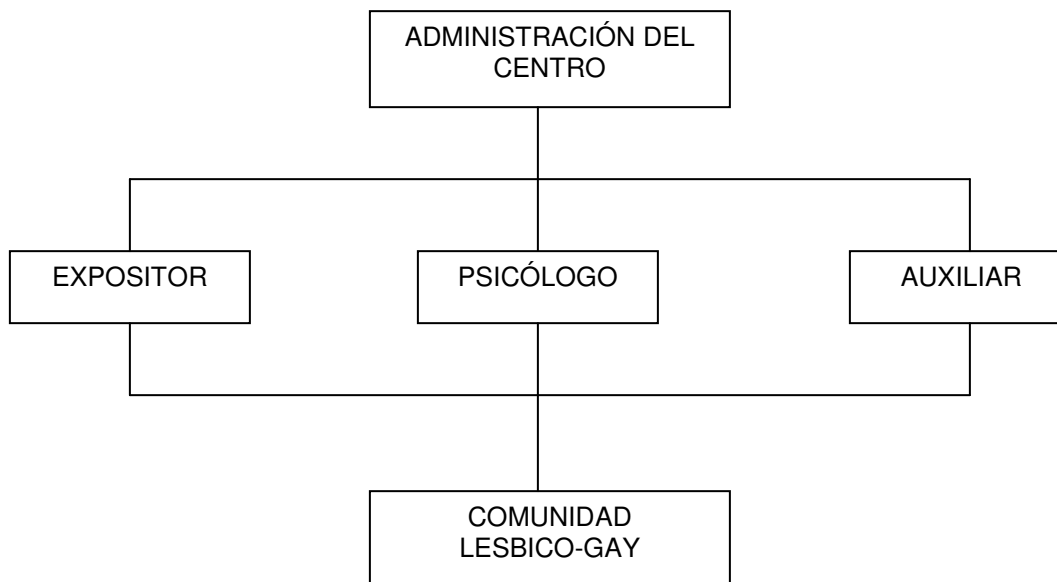 ADMINISTRACIÓN DEL
CENTRO
EXPOSITOR
PSICÓLOGO
AUXILIAR
COMUNIDAD
LESBICO-GAY